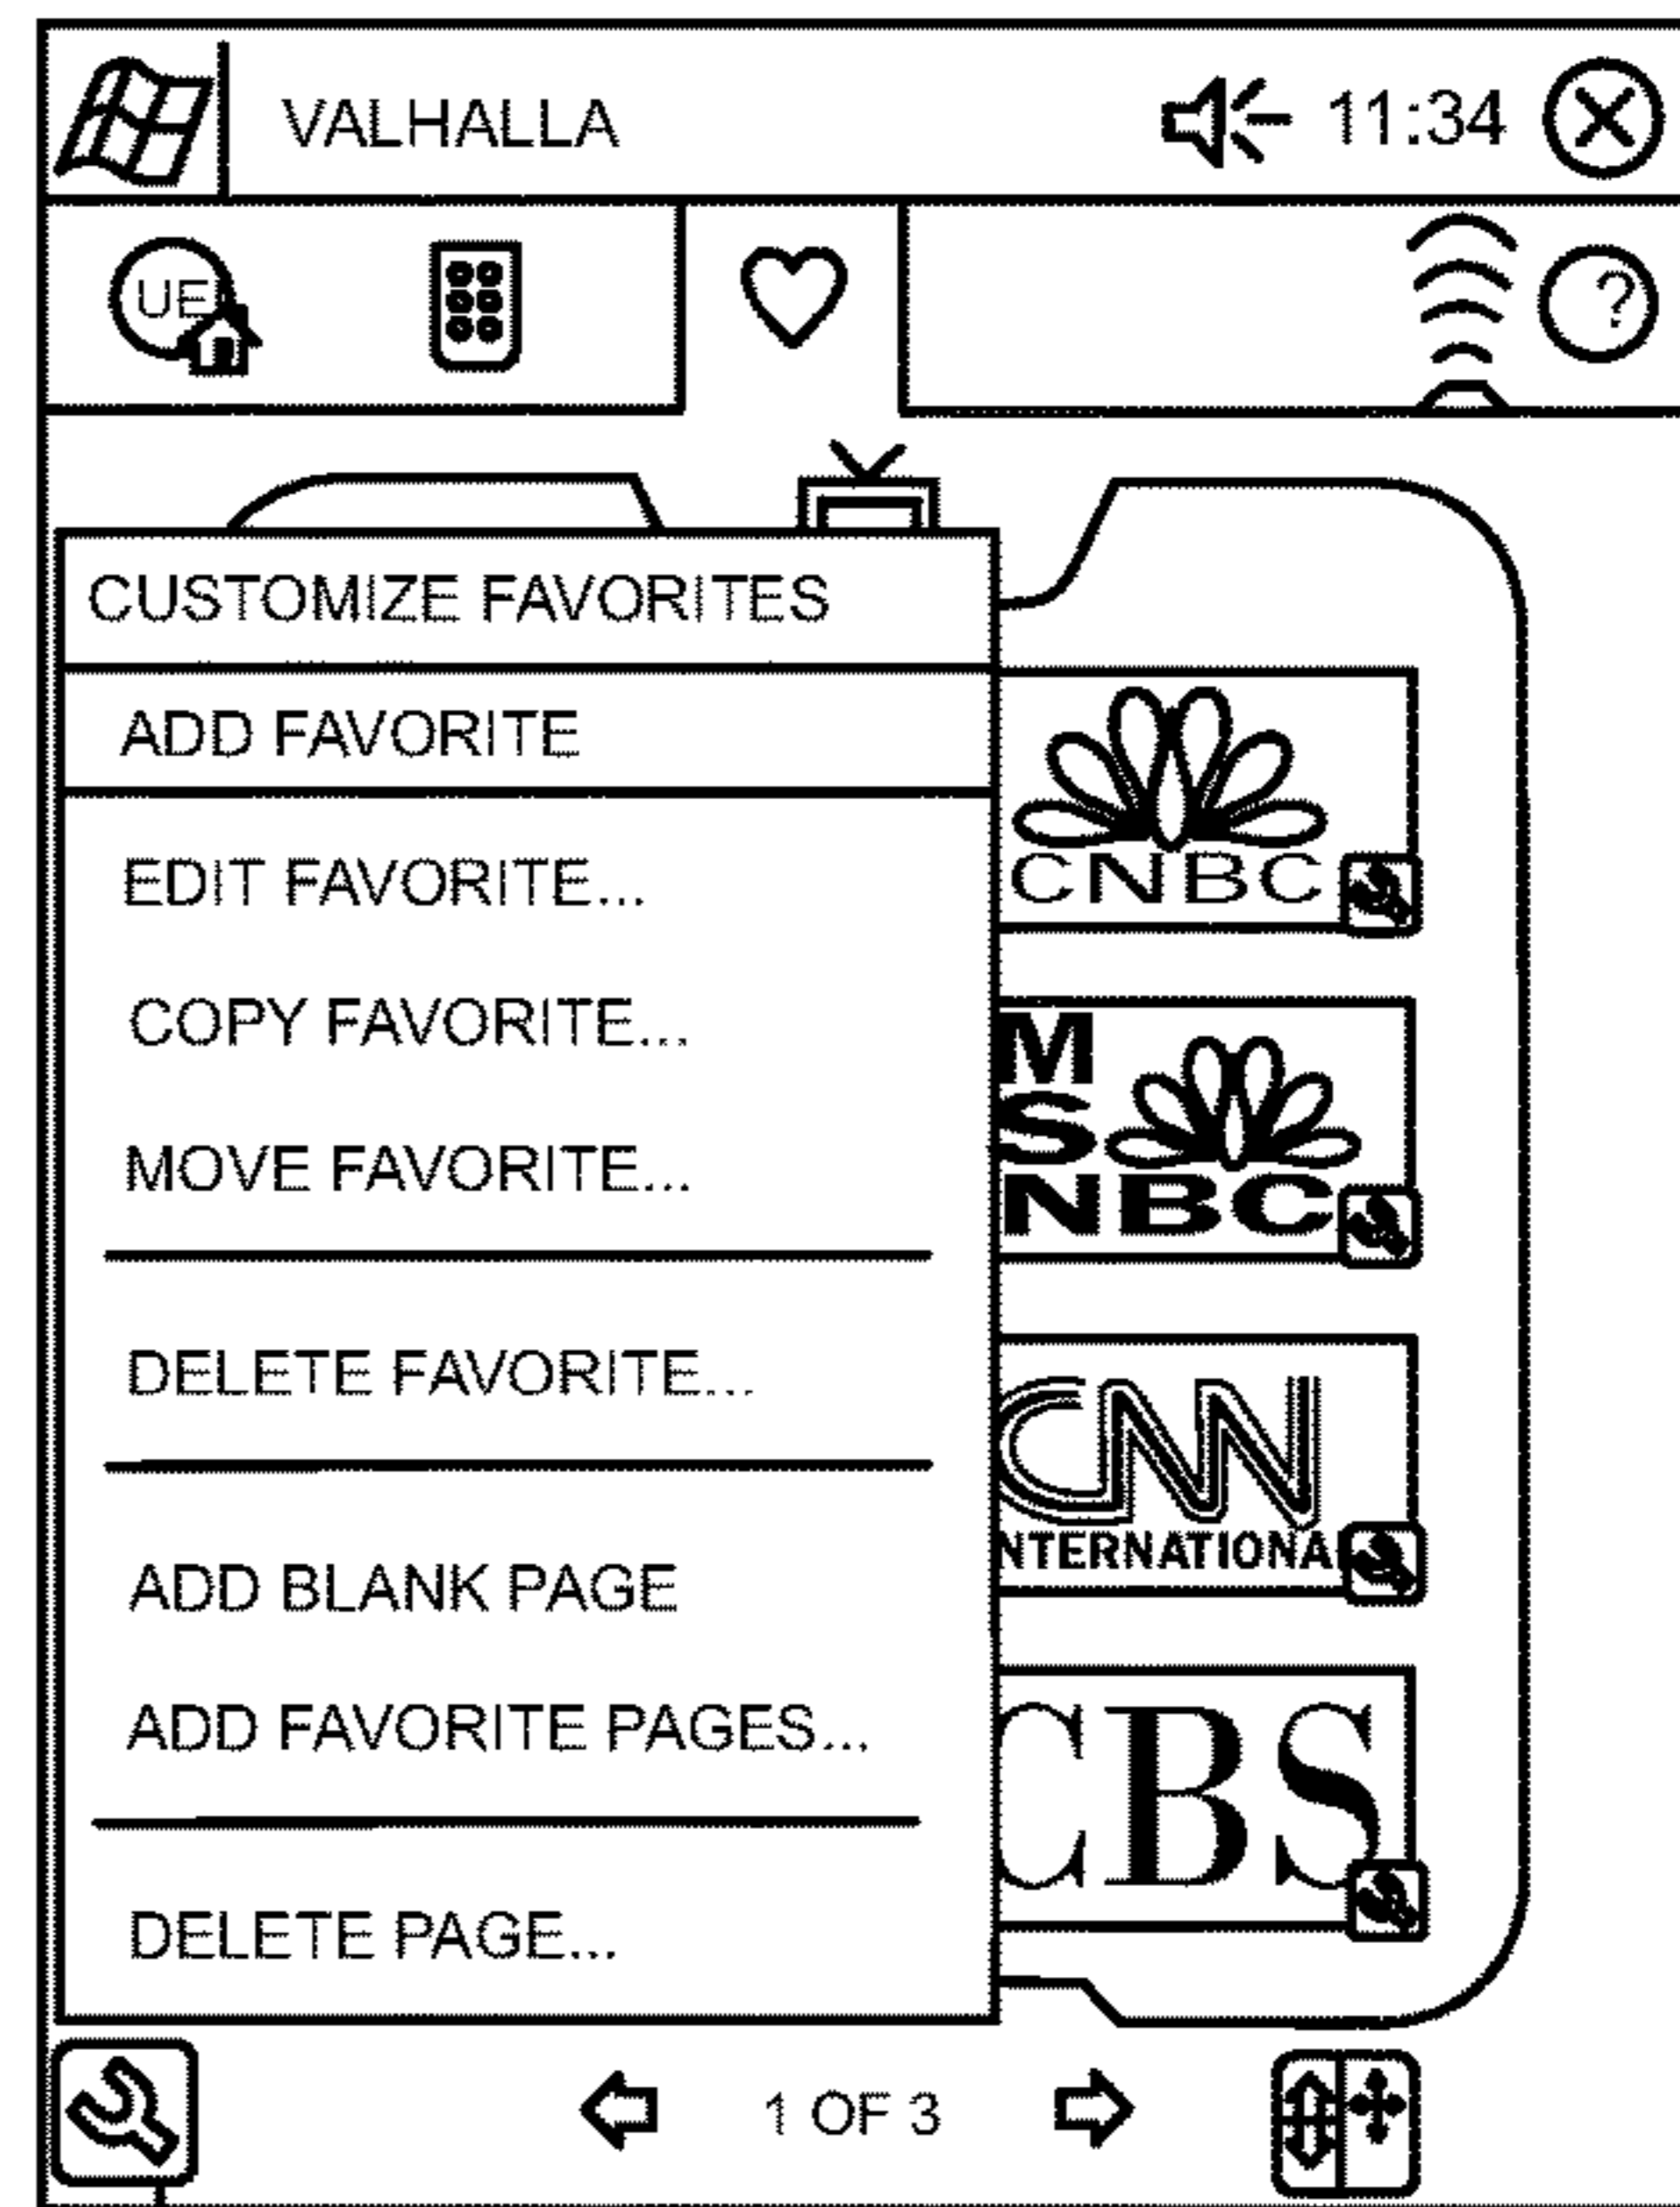 VALHALLA 11:34
UE ?
CUSTOMIZE FAVORITES
ADD FAVORITE
EDIT FAVORITE...
COPY FAVORITE...
MOVE FAVORITE...
DELETE FAVORITE...
ADD BLANK PAGE
ADD FAVORITE PAGES...
DELETE PAGE...
CNBC
M
S
NBC
CNN
NTERNATIONA
CBS
1 OF 3